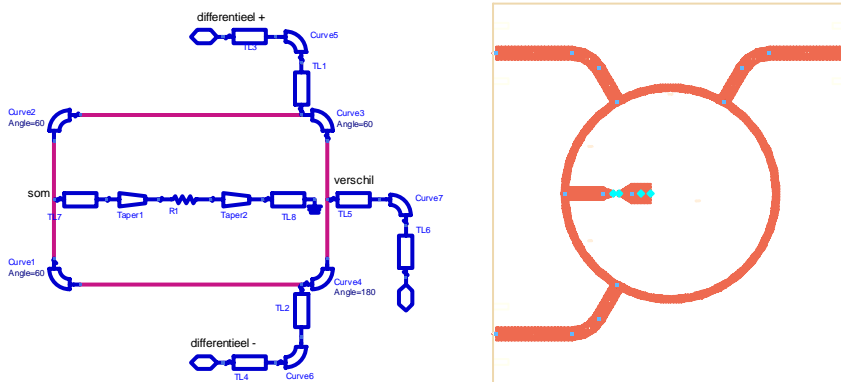 differentieel +
Curve5
TL3
TL1
Curve2
Angle=60
Curve3
Angle=60
verschil
som
Curve7
TL7
Taper1
R1
Taper2
TL8
TL5
TL6
Curve1
Angle=60
Curve4
Angle=180
TL2
differentieel -
TL4
Curve6